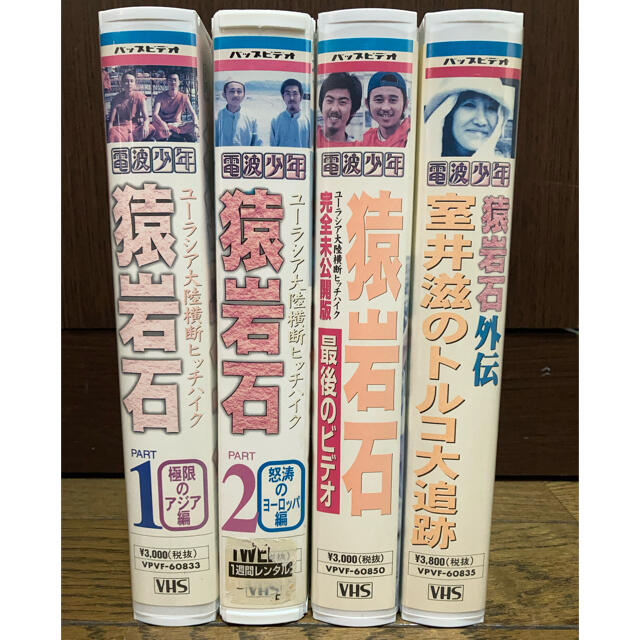 バップビデオ
電波少年
ユーラシア大陸横断ヒッチハイク
猿岩石
PART
1
極限の
アジア
編
¥3,000(税抜)
VPVF-60833
VHS
バップビデオ
電波少年
ユーラシア大陸横断ヒッチハイク
猿岩石
PART
2
怒涛の
ヨーロッパ
編
1週間レンタル
VHS
バップビデオ
電波少年
猿岩石
ユーラシア大陸横断ヒッチハイク
完全未公開版
最後のビデオ
¥3,000(税抜)
VPVF-60850
VHS
バップビデオ
電波少年
猿岩石外伝
室井滋のトルコ大追跡
¥3,800(税抜)
VPVF-60835
VHS